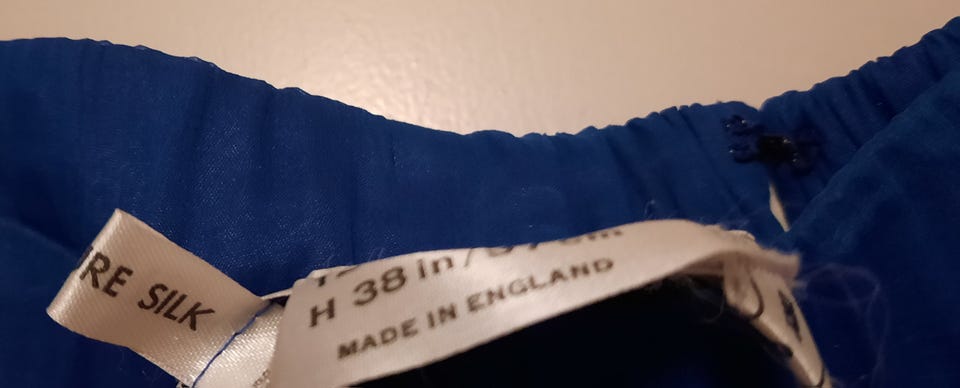 RE SILK
H 38 in/
MADE IN ENGLAND